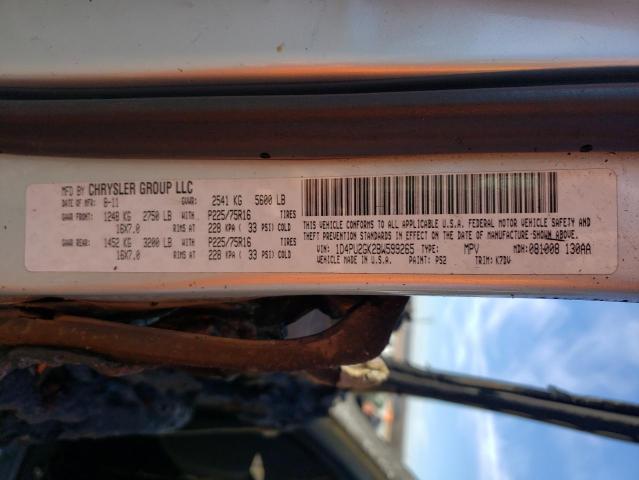 MFD BY CHRYSLER GROUP LLC
DATE OF MFR: 6-11 GVWR: 2541 KG 5600 LB
GAWR FRONT: 1248 KG 2750 LB WITH P225/75R16 TIRES
16X7.0 RIMS AT 228 KPA ( 33 PSI) COLD
GAWR REAR: 1452 KG 3200 LB WITH P225/75R16 TIRES
16X7.0 RIMS AT 228 KPA ( 33 PSI) COLD
THIS VEHICLE CONFORMS TO ALL APPLICABLE U.S.A. FEDERAL MOTOR VEHICLE SAFETY AND
THEFT PREVENTION STANDARDS IN EFFECT ON THE DATE OF MANUFACTURE SHOWN ABOVE.
VIN: 1D4PU2GK2BW599265 TYPE: MPV MDH: 081008 130AA
VEHICLE MADE IN U.S.A. PAINT: PS2 TRIM: K7DV